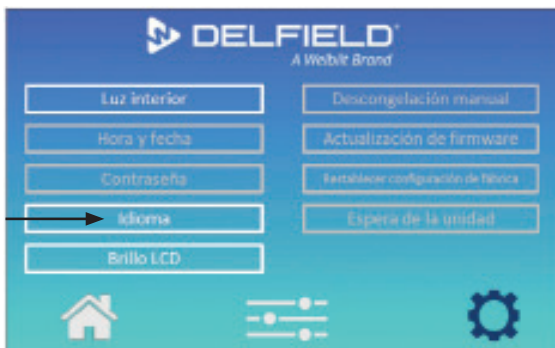 DELFIELD
A Welbilt Brand
Luz interior
Hora y fecha
Contraseña
Idioma
Brillo LCD
Descongelación manual
Actualización de firmware
Restablecer configuración de fábrica
Espera de la unidad